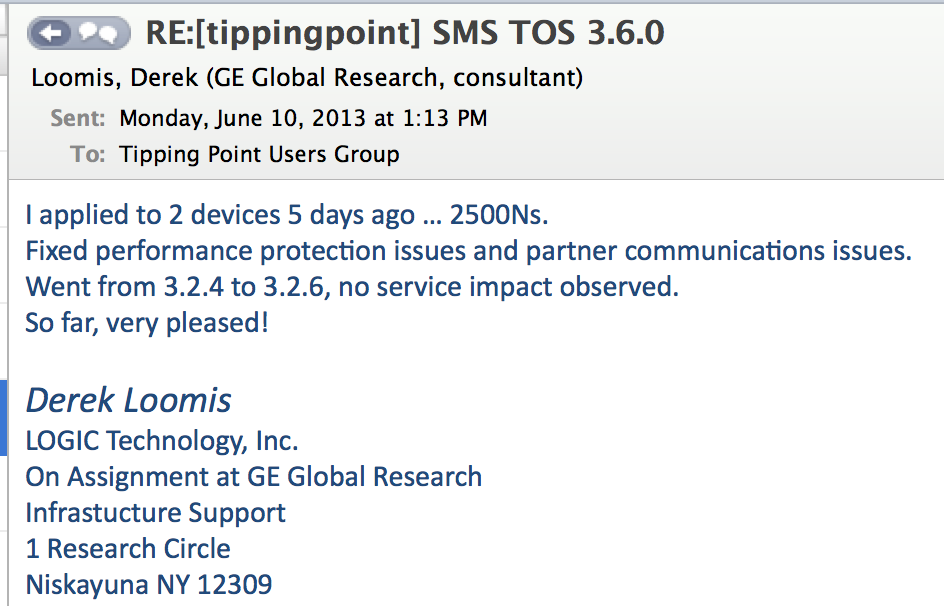 RE:[tippingpoint] SMS TOS 3.6.0
Loomis, Derek (GE Global Research, consultant)
Sent: Monday, June 10, 2013 at 1:13 PM
To: Tipping Point Users Group
I applied to 2 devices 5 days ago ... 2500Ns.
Fixed performance protection issues and partner communications issues.
Went from 3.2.4 to 3.2.6, no service impact observed.
So far, very pleased!
Derek Loomis
LOGIC Technology, Inc.
On Assignment at GE Global Research
Infrastucture Support
1 Research Circle
Niskayuna NY 12309